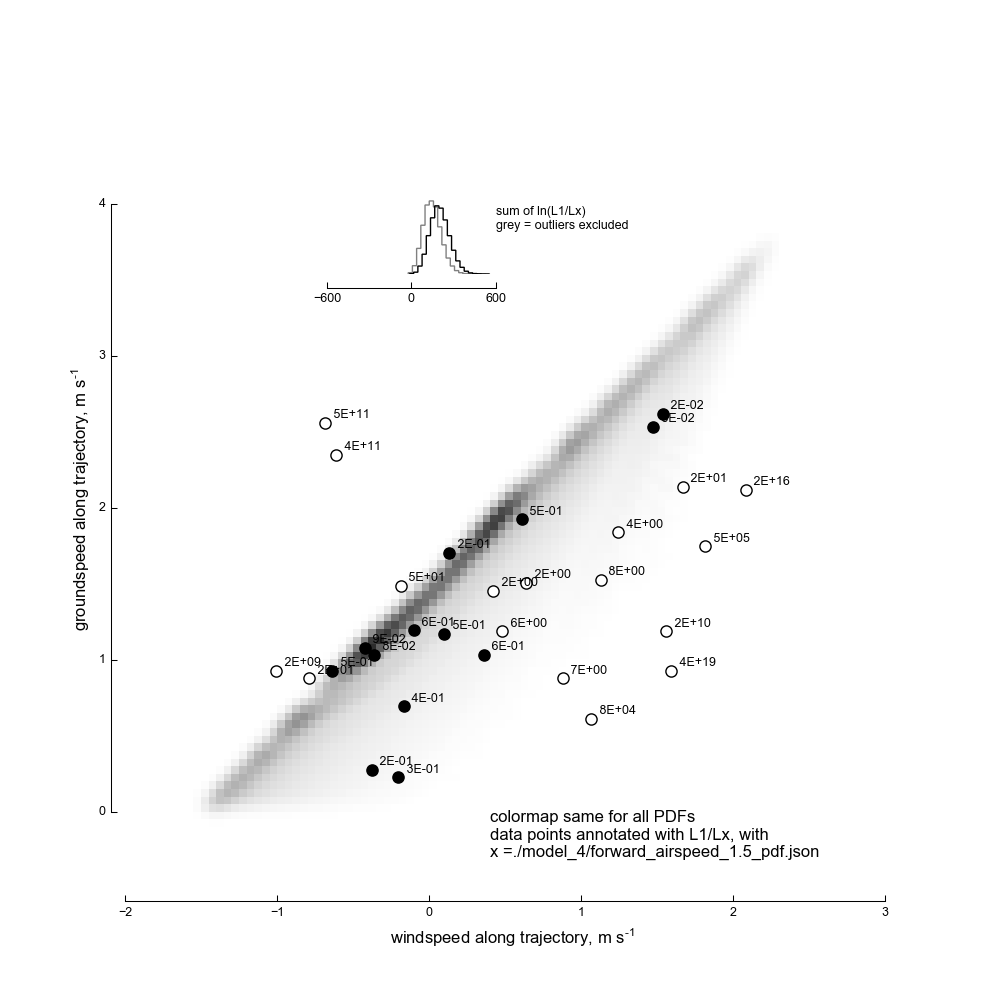 4
sum of ln(L1/Lx)
grey = outliers excluded
−600 0 600
3
groundspeed along trajectory, m s-1
5E+11
4E+11
2E-02
2E+01
2E+16
2
5E-01
4E+00
5E+05
2E-01
5E+01
2E+00
2E+00
8E+00
6E-01
5E-01
6E+00
2E+10
9E-02
8E-02
6E-01
1
2E+09
5E-01
7E+00
4E+19
4E-01
8E+04
2E-01
3E-01
0
colormap same for all PDFs
data points annotated with L1/Lx, with
x =./model_4/forward_airspeed_1.5_pdf.json
−2 −1 0 1 2 3
windspeed along trajectory, m s-1